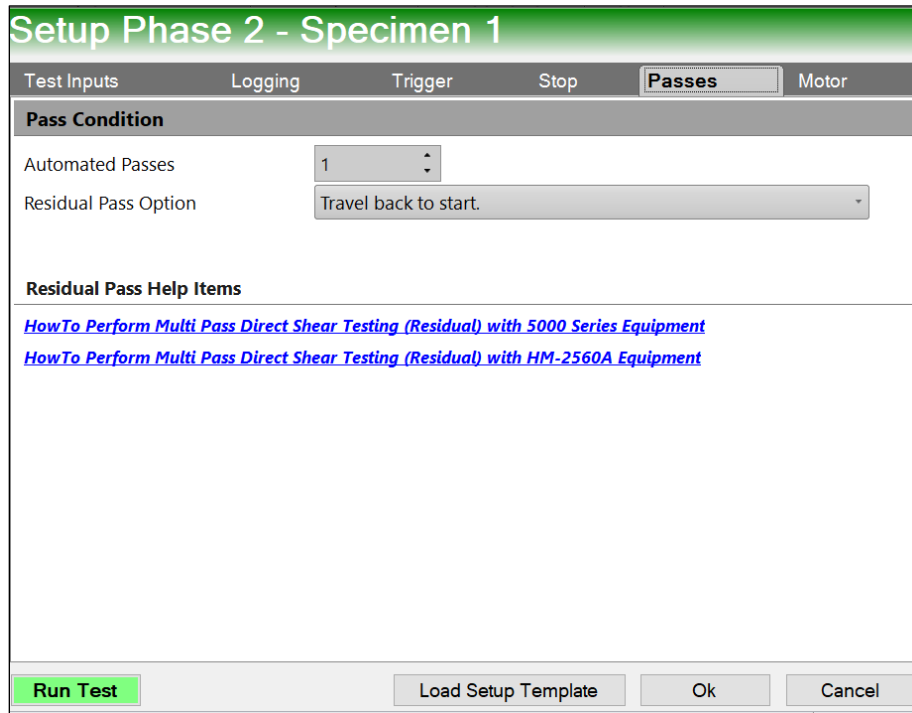 Setup Phase 2 - Specimen 1
Test Inputs Logging Trigger Stop Passes Motor
Pass Condition
Automated Passes 1
Residual Pass Option Travel back to start.
Residual Pass Help Items
HowTo Perform Multi Pass Direct Shear Testing (Residual) with 5000 Series Equipment
HowTo Perform Multi Pass Direct Shear Testing (Residual) with HM-2560A Equipment
Run Test Load Setup Template Ok Cancel